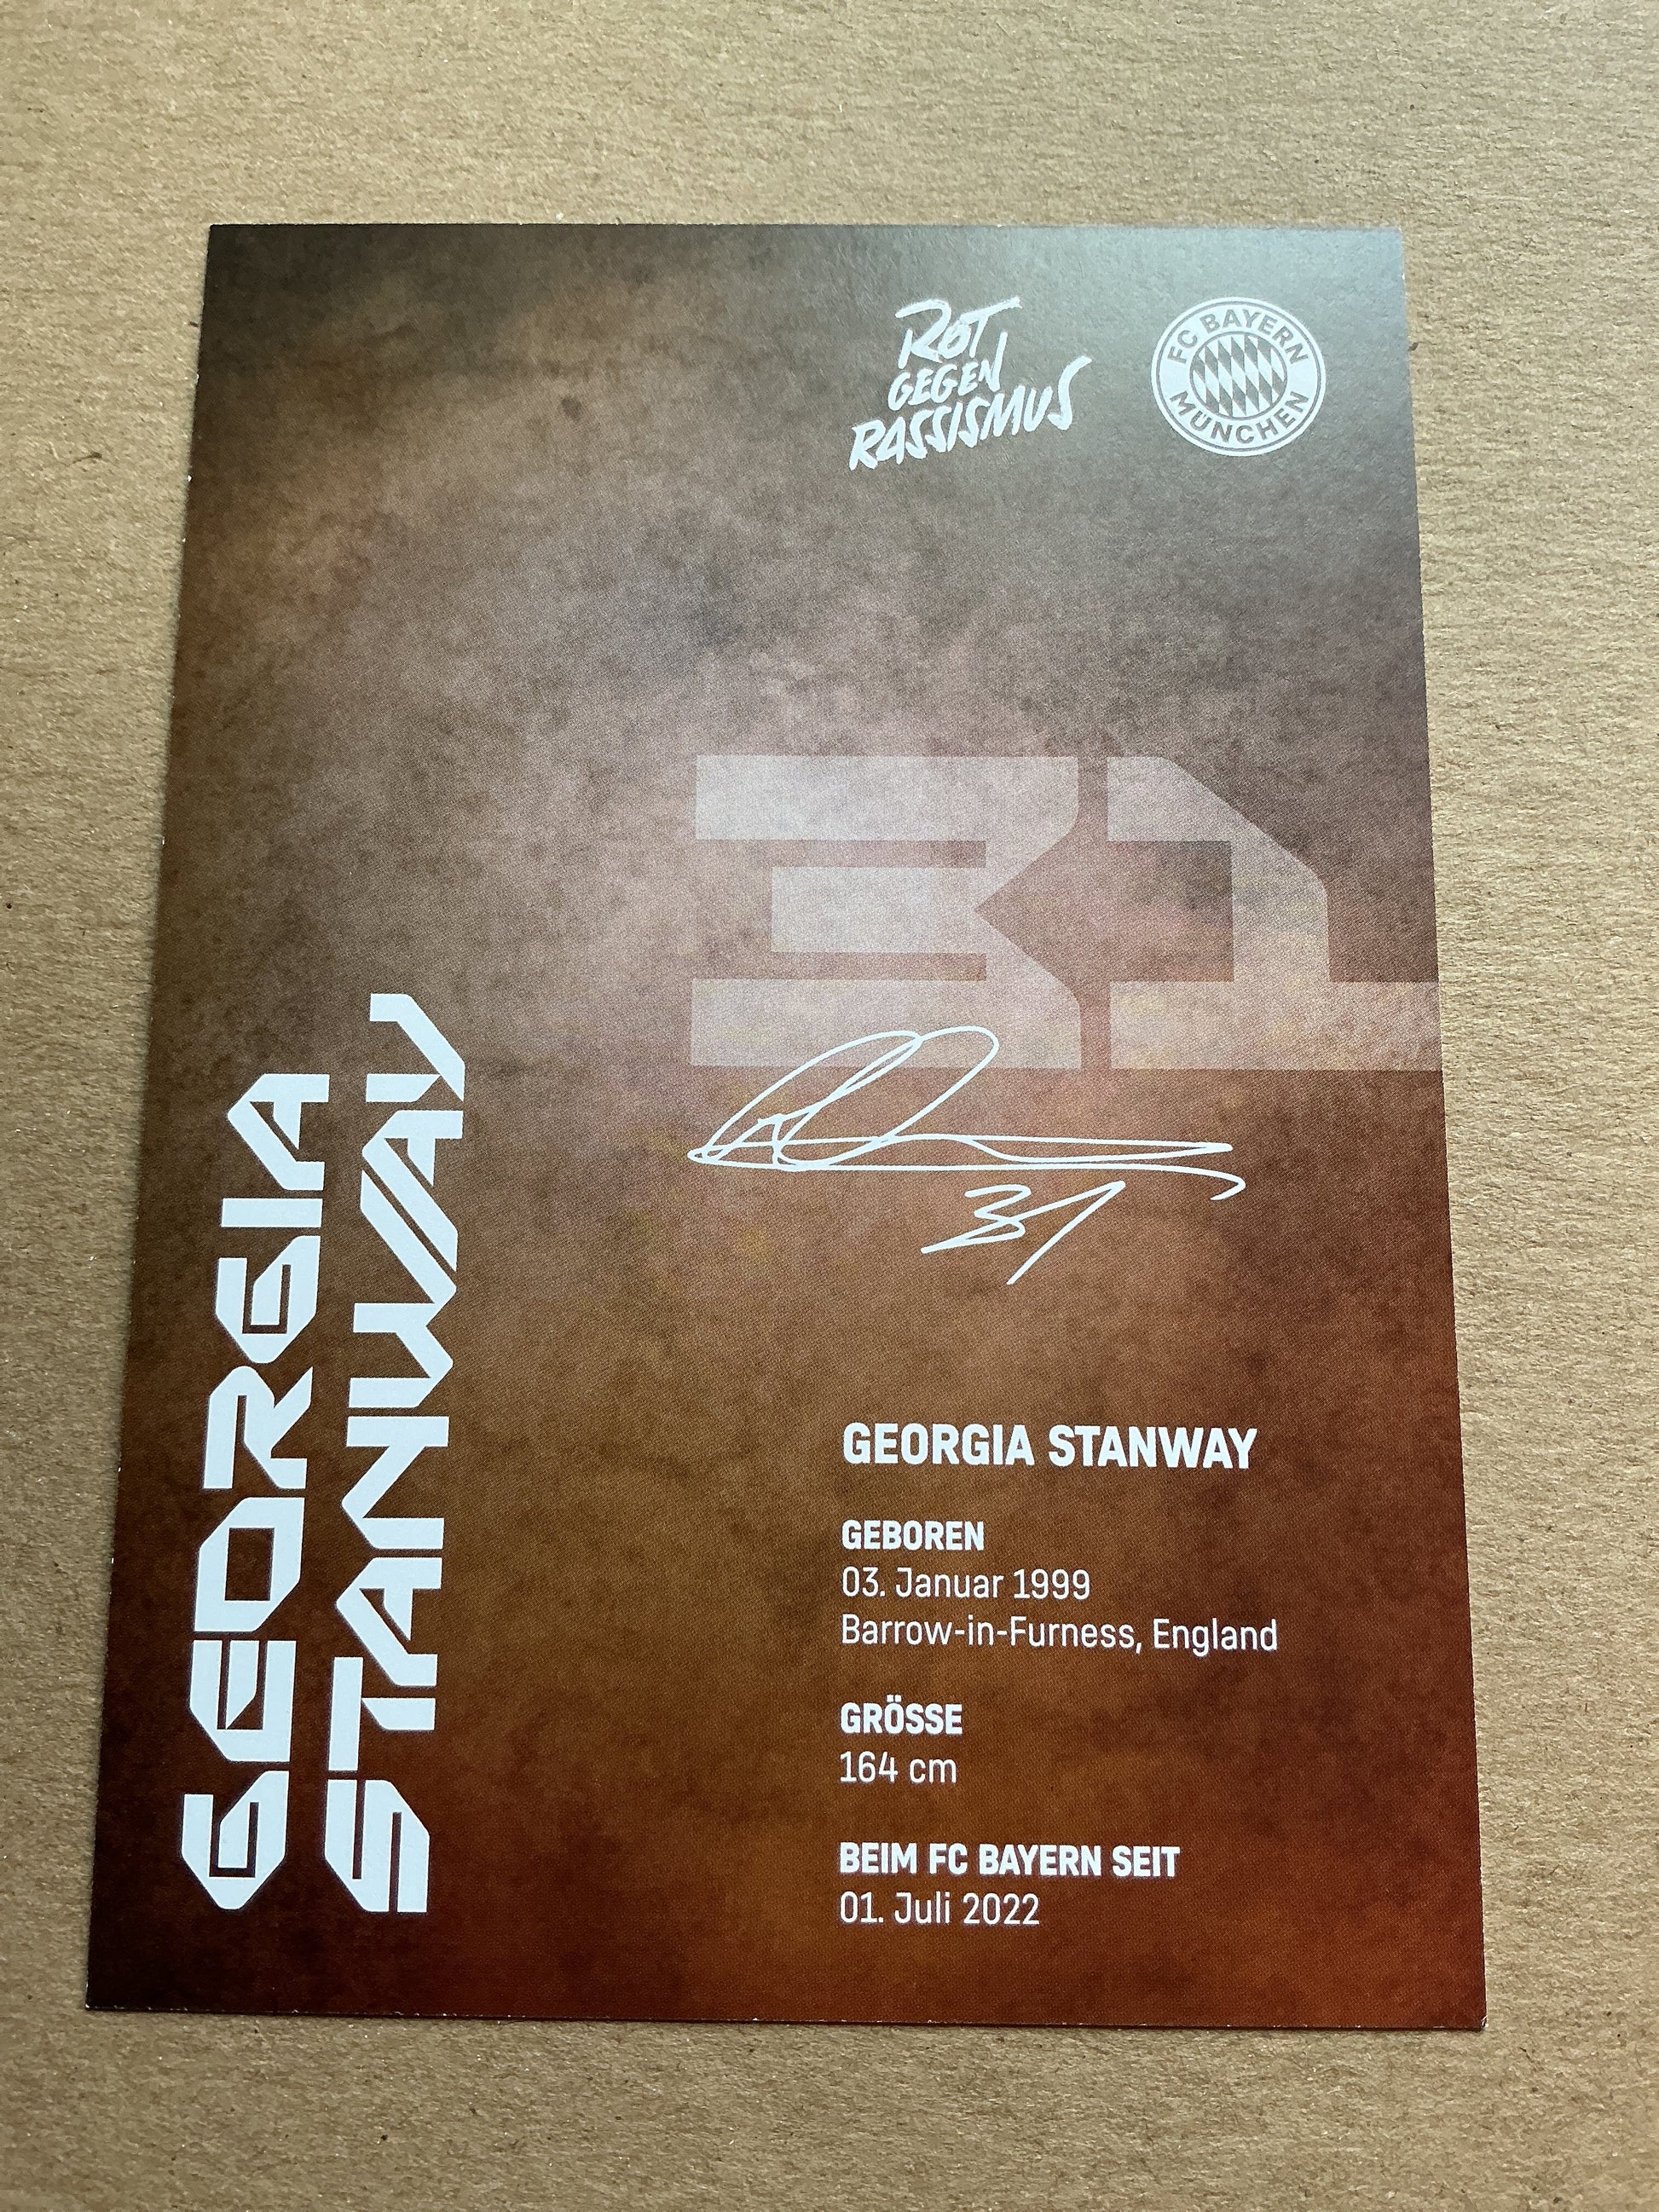 ROT
GEGEN
RASSISMUS
FC BAYERN
MÜNCHEN
31
31
GEORGIA
STANWAY
GEORGIA STANWAY
GEBOREN
03. Januar 1999
Barrow-in-Furness, England
GRÖSSE
164 cm
BEIM FC BAYERN SEIT
01. Juli 2022